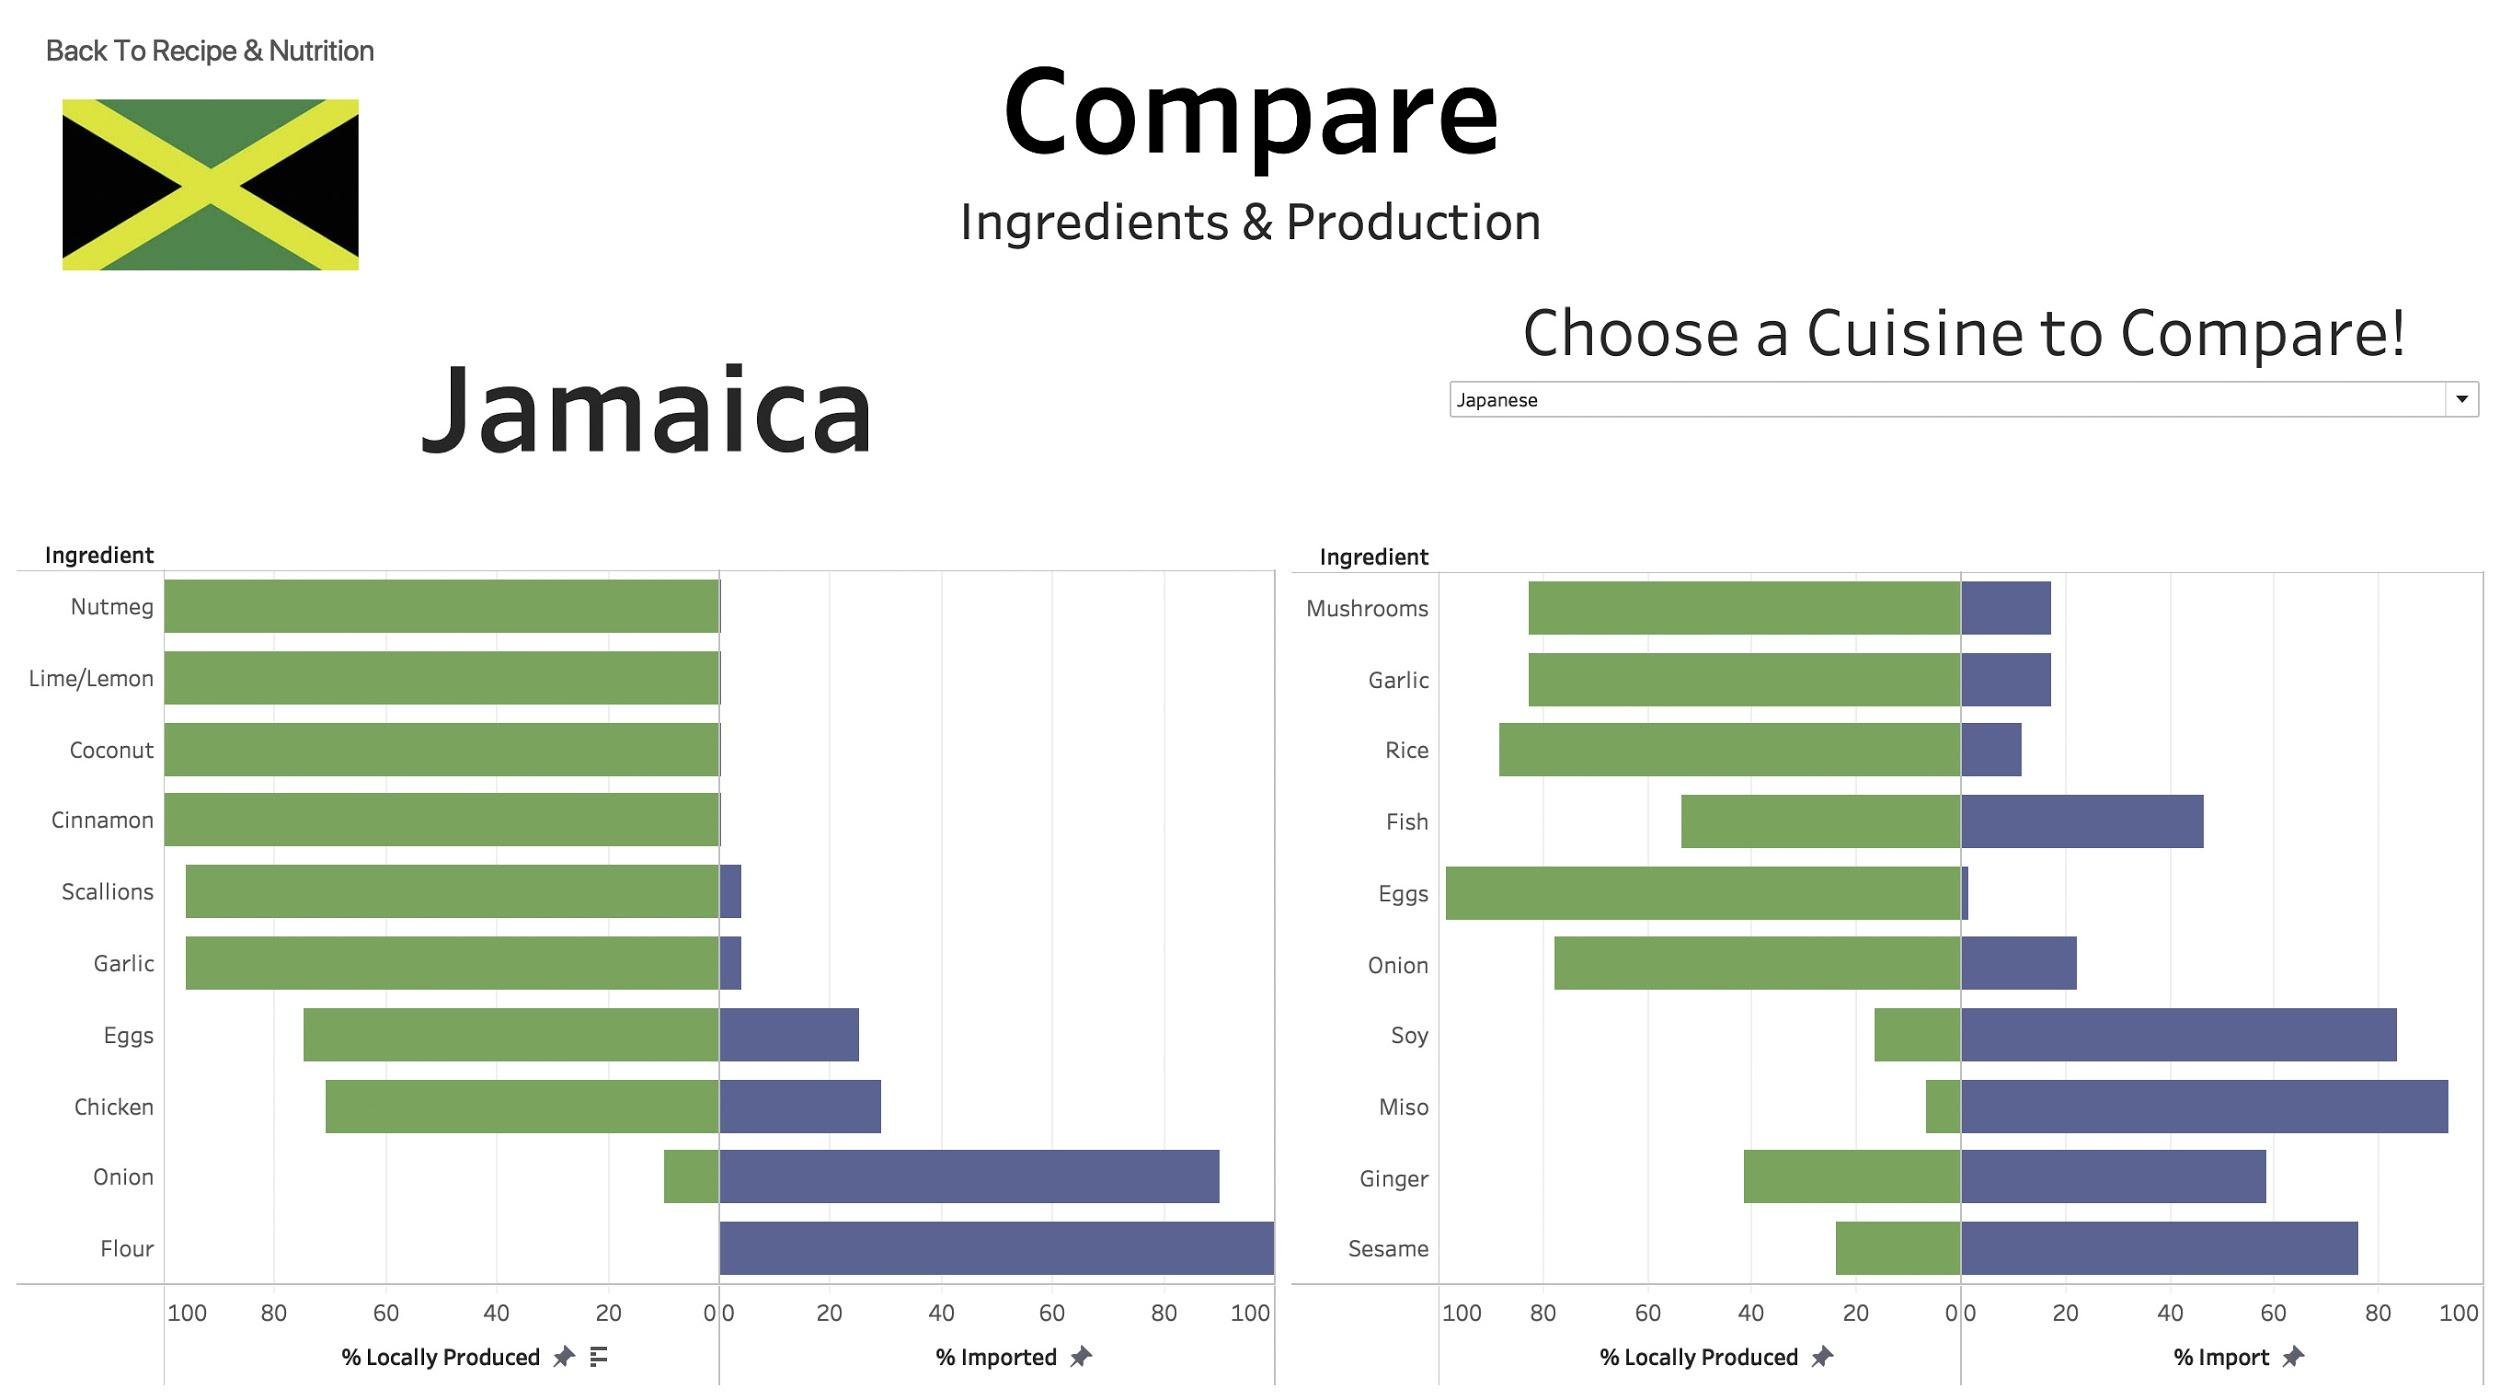 Back To Recipe & Nutrition
Compare
Ingredients & Production
Choose a Cuisine to Compare!
Japanese
Jamaica
Ingredient
Nutmeg
Lime/Lemon
Coconut
Cinnamon
Scallions
Garlic
Eggs
Chicken
Onion
Flour
100 80 60 40 20 0 0 20 40 60 80 100
% Locally Produced % Imported
Ingredient
Mushrooms
Garlic
Rice
Fish
Eggs
Onion
Soy
Miso
Ginger
Sesame
100 80 60 40 20 0 0 20 40 60 80 100
% Locally Produced % Import